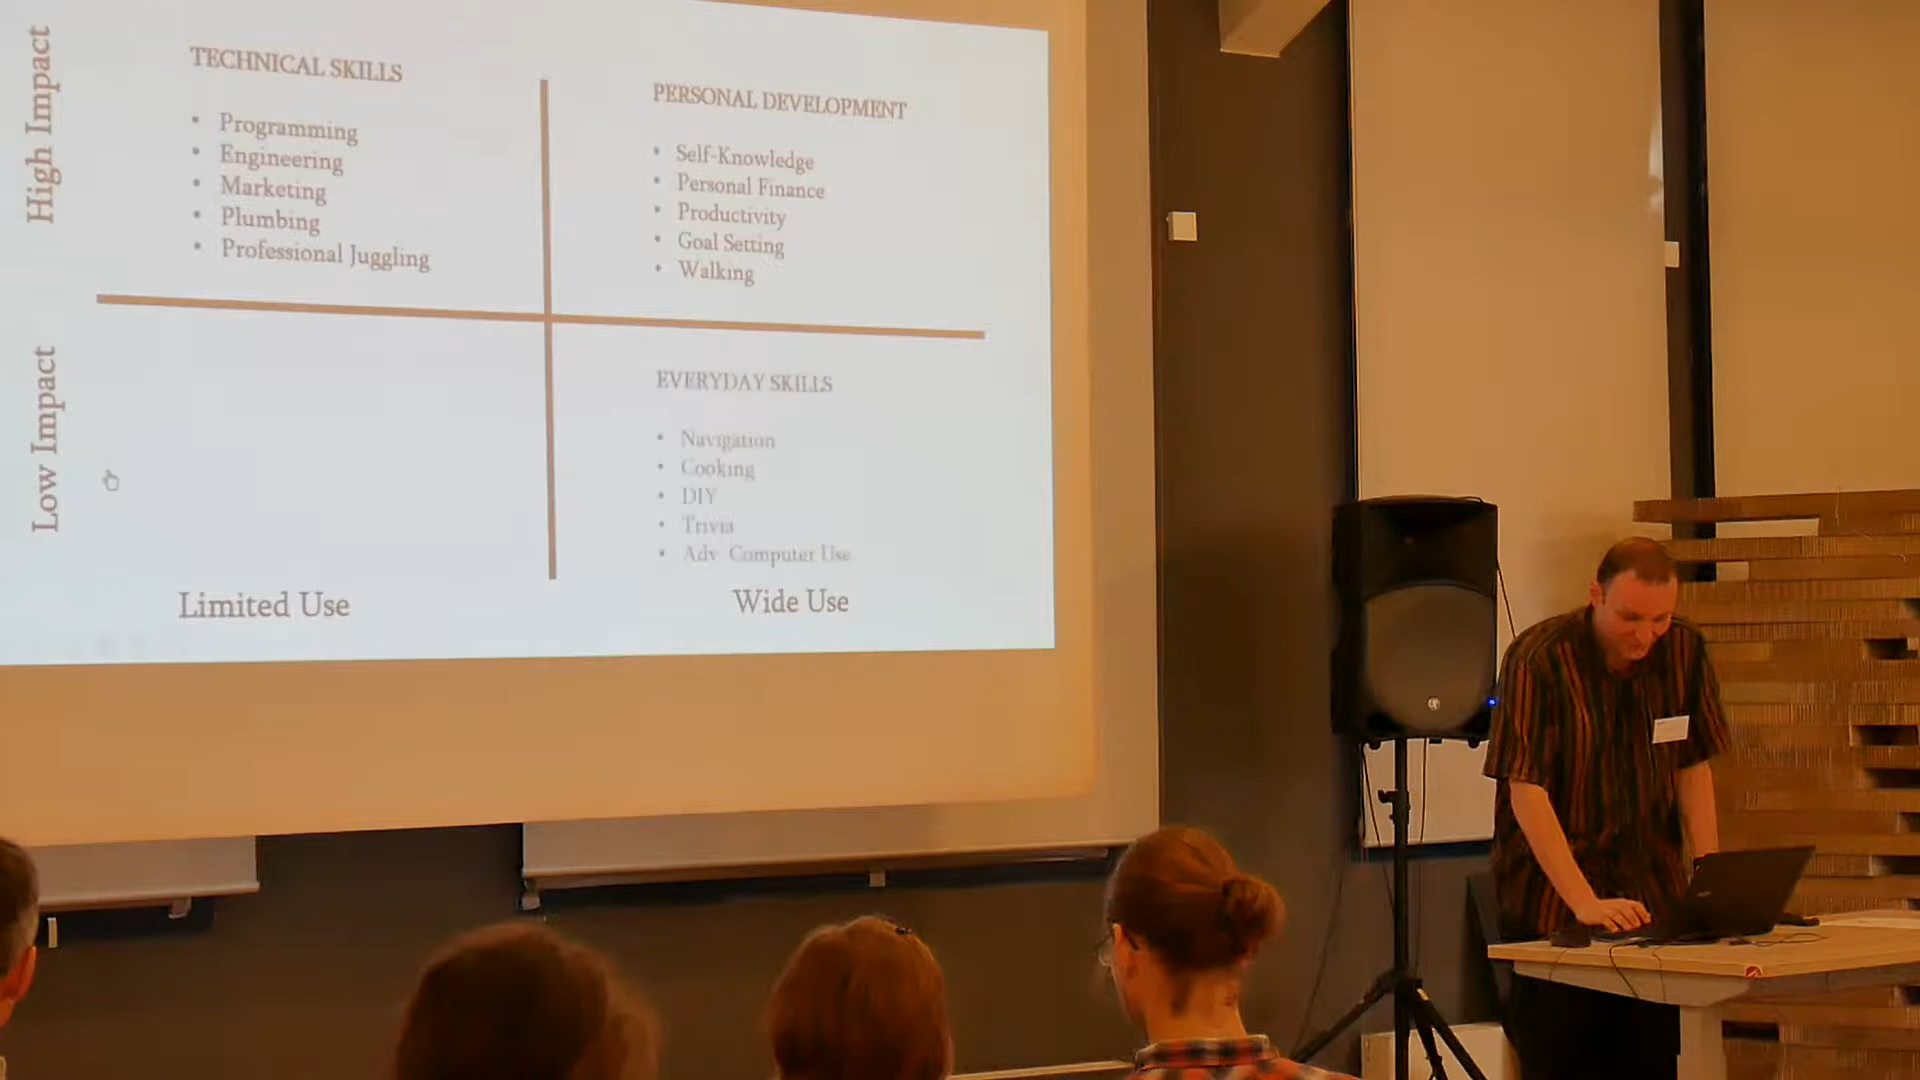 High Impact
TECHNICAL SKILLS
• Programming
• Engineering
• Marketing
• Plumbing
• Professional Juggling
PERSONAL DEVELOPMENT
• Self-Knowledge
• Personal Finance
• Productivity
• Goal Setting
• Walking
Low Impact
EVERYDAY SKILLS
• Navigation
• Cooking
• DIY
• Trivia
• Adv Computer Use
Limited Use
Wide Use